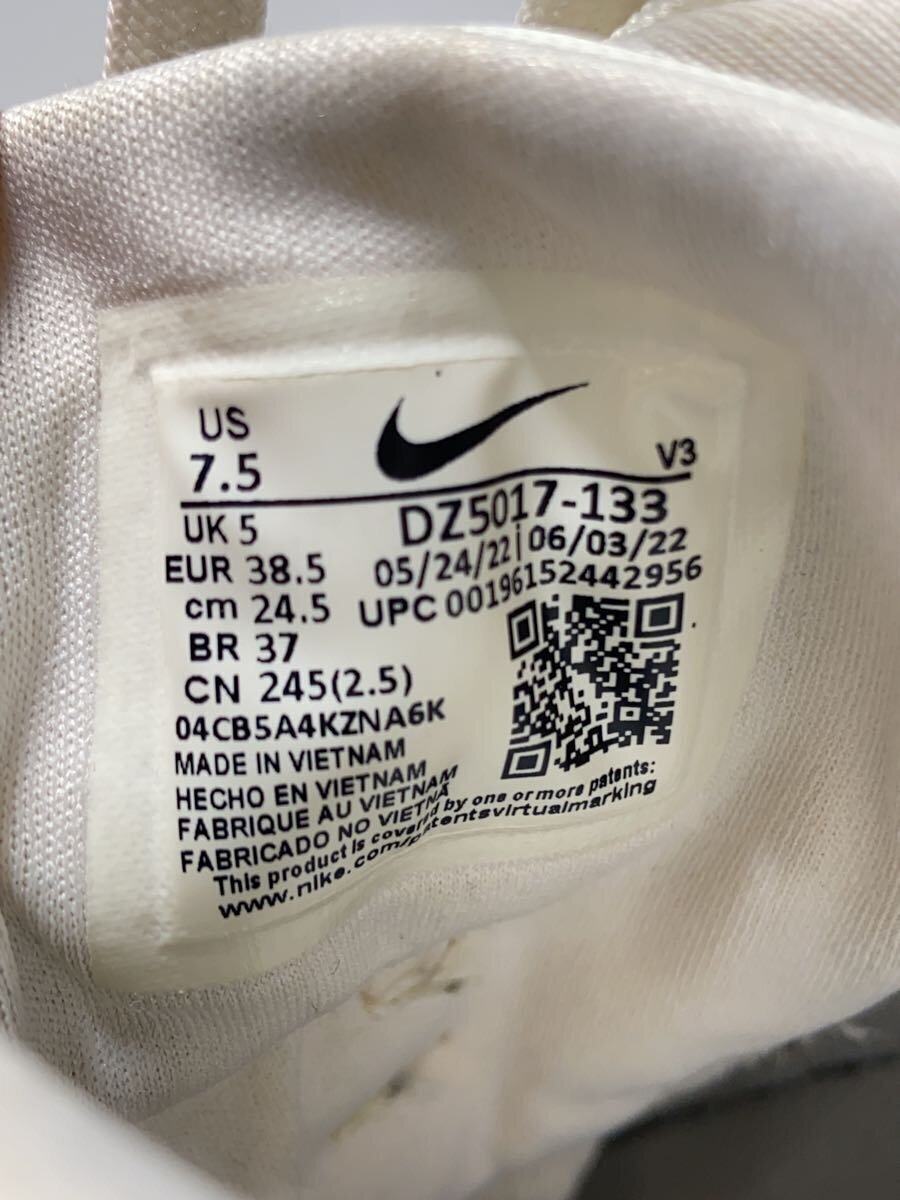 US
7.5
V3
UK 5
DZ5017-133
EUR 38.5
05/24/22 | 06/03/22
cm 24.5
UPC 00196152442956
BR 37
CN 245(2.5)
04CB5A4KZNA6K
MADE IN VIETNAM
HECHO EN VIETNAM
FABRIQUE AU VIETNAM
FABRICADO NO VIETNÃ
This product is covered by one or more patents:
www.nike.com/patentsvirtualmarking